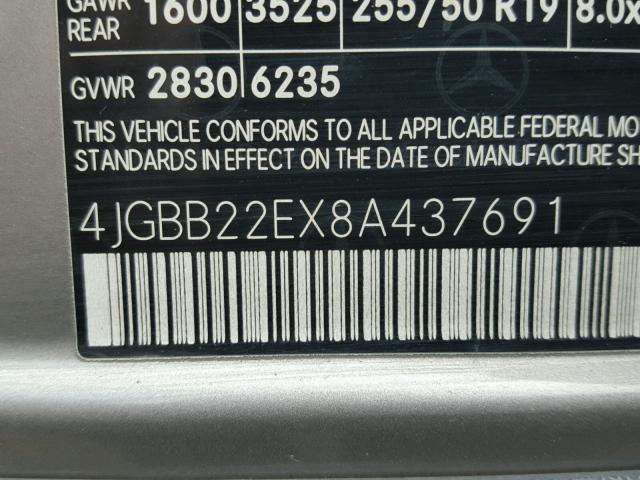 GAWR 1600 3525 255/50 R19 8.0x
REAR
GVWR 2830 6235
THIS VEHICLE CONFORMS TO ALL APPLICABLE FEDERAL MO
STANDARDS IN EFFECT ON THE DATE OF MANUFACTURE SH
4JGBB22EX8A437691